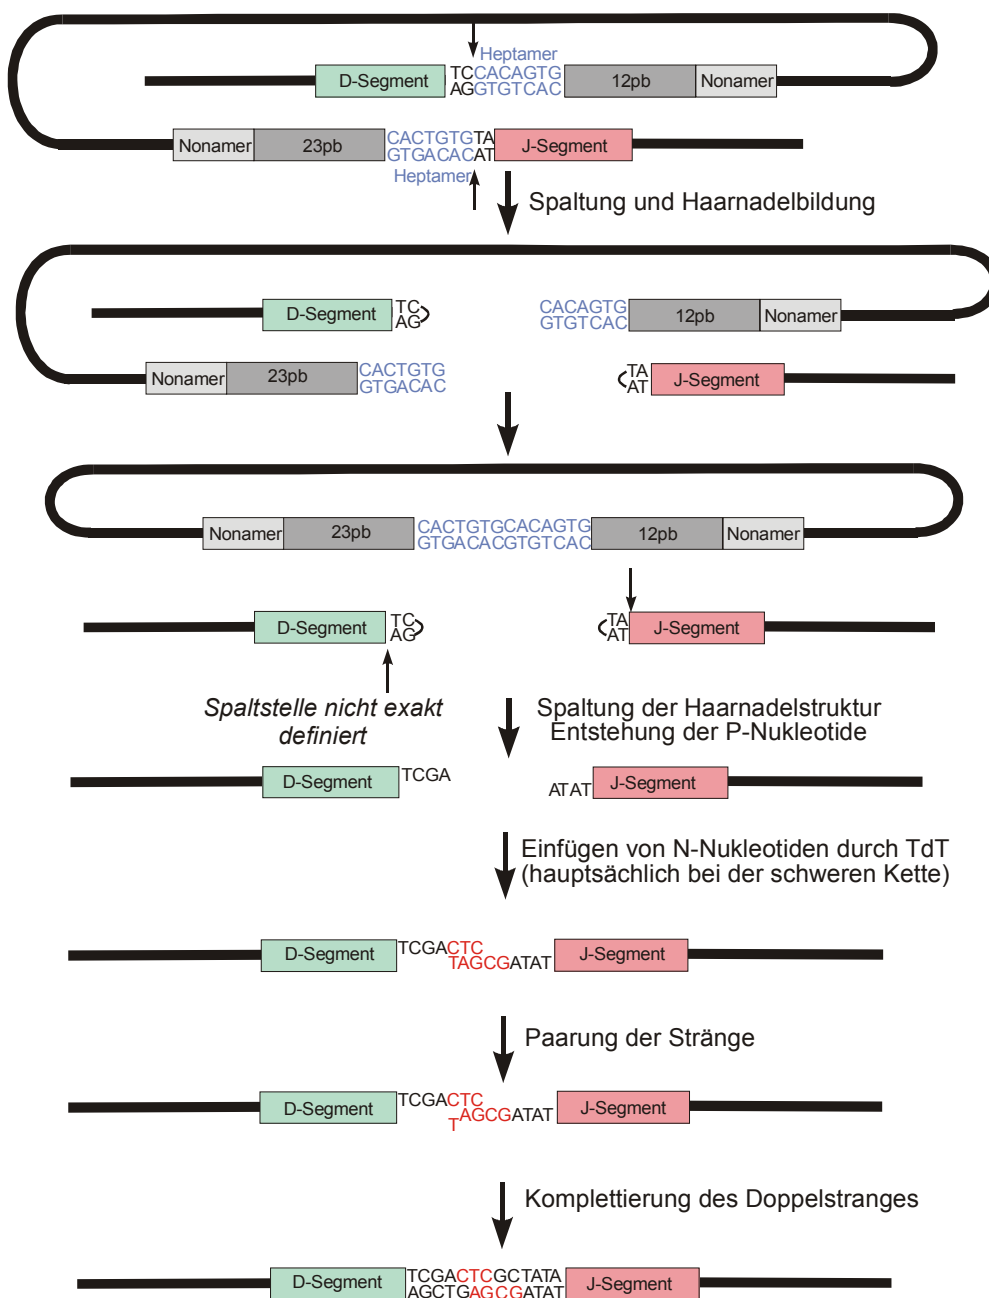 Heptamer
D-Segment TCCACAGTG 12pb Nonamer
AGGTGTCAC
Nonamer 23pb CACTGTGTA J-Segment
GTGACACAT
Heptamer
Spaltung und Haarnadelbildung
D-Segment TC CACAGTG 12pb Nonamer
AG GTGTCAC
Nonamer 23pb CACTGTG TA J-Segment
GTGACAC AT
Nonamer 23pb CACTGTGCACAGTG 12pb Nonamer
GTGACACGTGTCAC
D-Segment TC TA J-Segment
AG AT
Spaltstelle nicht exakt
definiert
Spaltung der Haarnadelstruktur
Entstehung der P-Nukleotide
D-Segment TCGA ATAT J-Segment
Einfügen von N-Nukleotiden durch TdT
(hauptsächlich bei der schweren Kette)
D-Segment TCGACTC J-Segment
TAGCGATAT
Paarung der Stränge
D-Segment TCGACTC J-Segment
TAGCGATAT
Komplettierung des Doppelstranges
D-Segment TCGACTCGCTATA J-Segment
AGCTGAGCGATAT